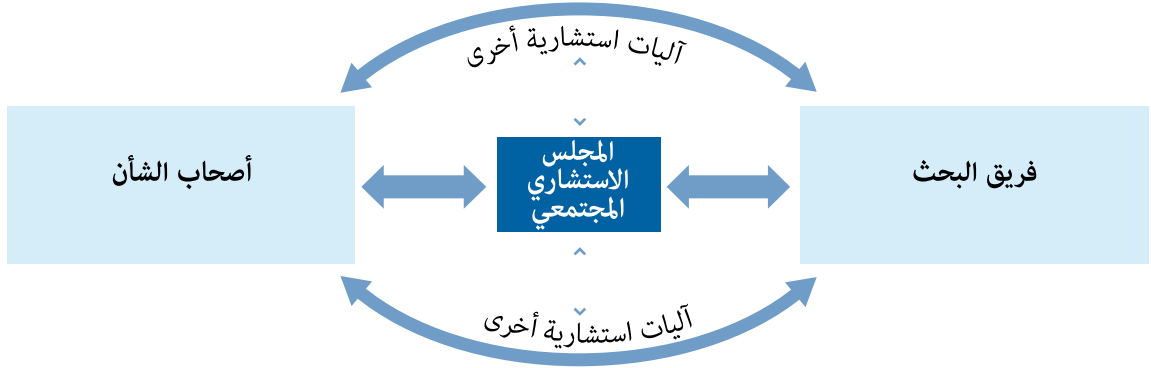 آليات استشارية أخرى
فريق البحث
المجلس
الاستشاري
المجتمعي
أصحاب الشأن
آليات استشارية أخرى